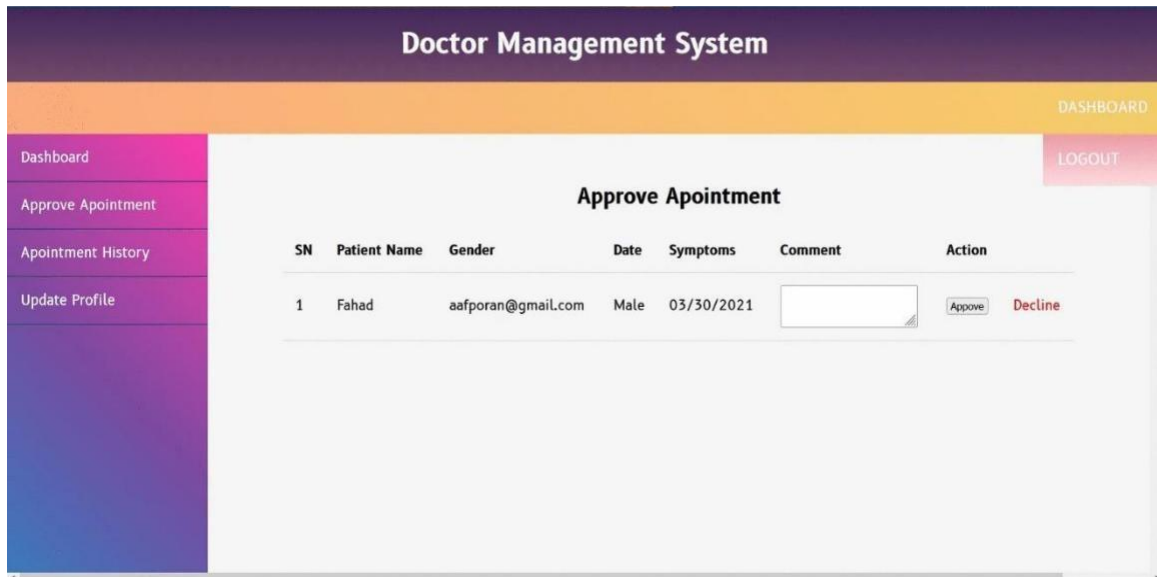 Doctor Management System
DASHBOARD
Dashboard
LOGOUT
Approve Apointment
Approve Apointment
Apointment History
SN Patient Name Gender Date Symptoms Comment Action
Update Profile
1 Fahad aafporan@gmail.com Male 03/30/2021 Appove Decline